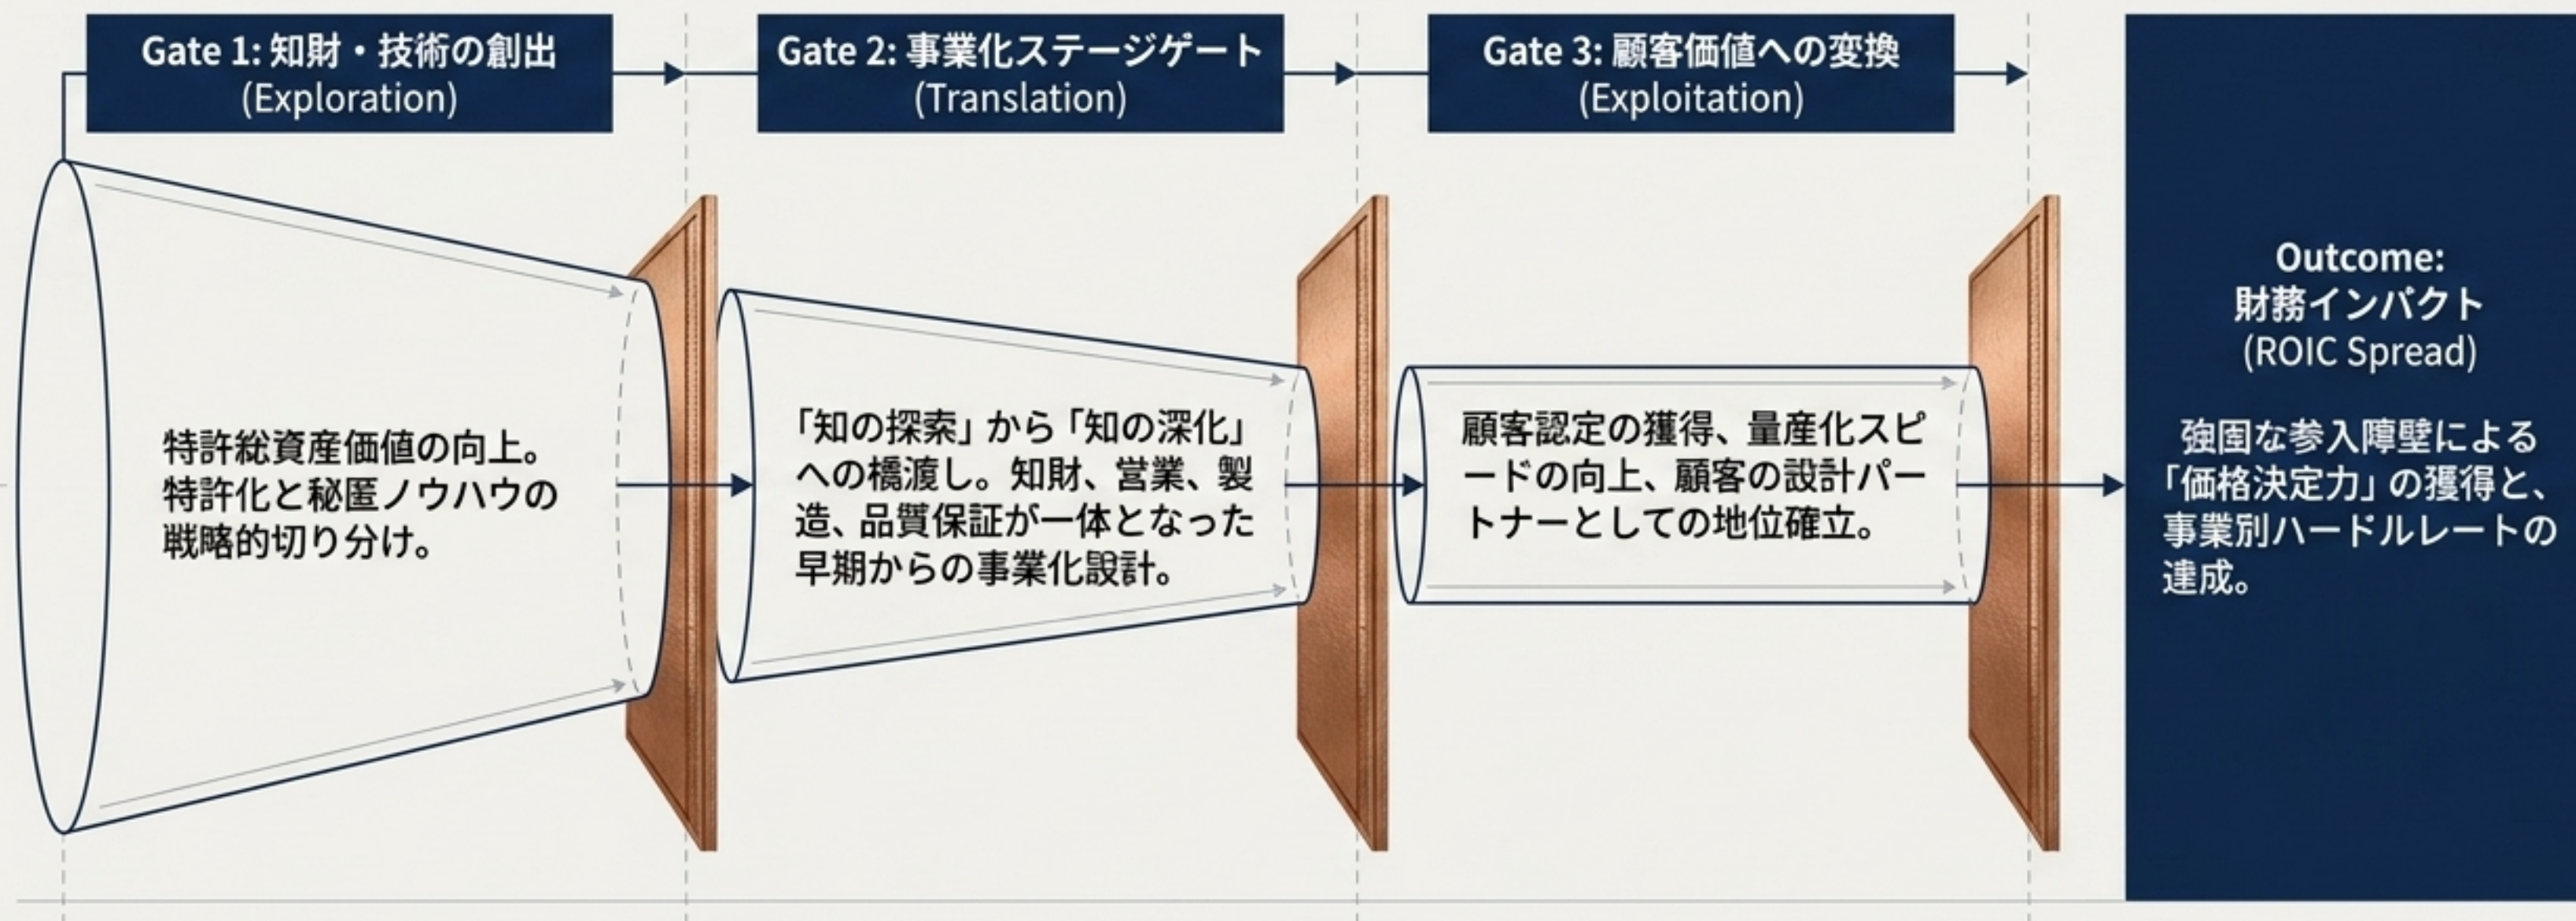 Gate 1: 知財・技術の創出
(Exploration)
Gate 2: 事業化ステージゲート
(Translation)
Gate 3: 顧客価値への変換
(Exploitation)
特許総資産価値の向上。
特許化と秘匿ノウハウの
戦略的切り分け。
「知の探索」から「知の深化」
への橋渡し。知財、営業、製
造、品質保証が一体となった
早期からの事業化設計。
顧客認定の獲得、量産化スピ
ードの向上、顧客の設計パー
トナーとしての地位確立。
Outcome:
財務インパクト
(ROIC Spread)
強固な参入障壁による
「価格決定力」の獲得と、
事業別ハードルレートの
達成。